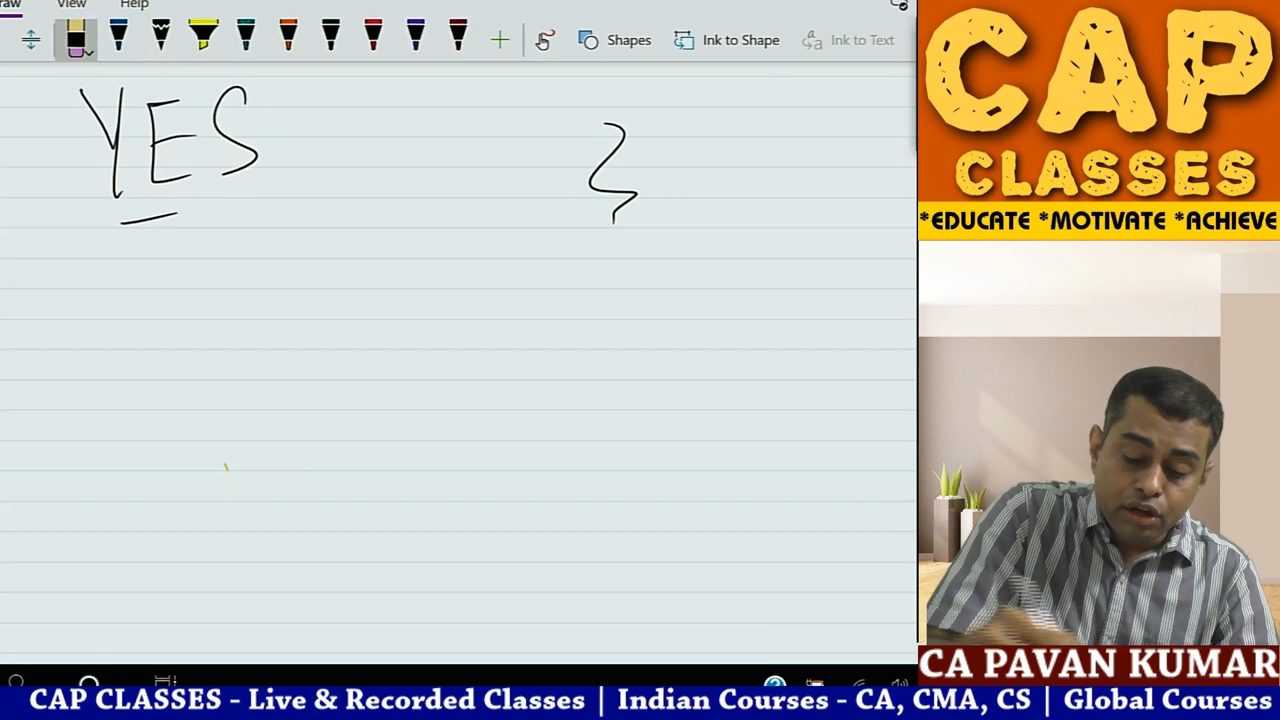 raw View Help
Shapes Ink to Shape Ink to Text
YES
CAP
CLASSES
*EDUCATE *MOTIVATE *ACHIEVE
CA PAVAN KUMAR
CAP CLASSES - Live & Recorded Classes | Indian Courses - CA, CMA, CS | Global Courses